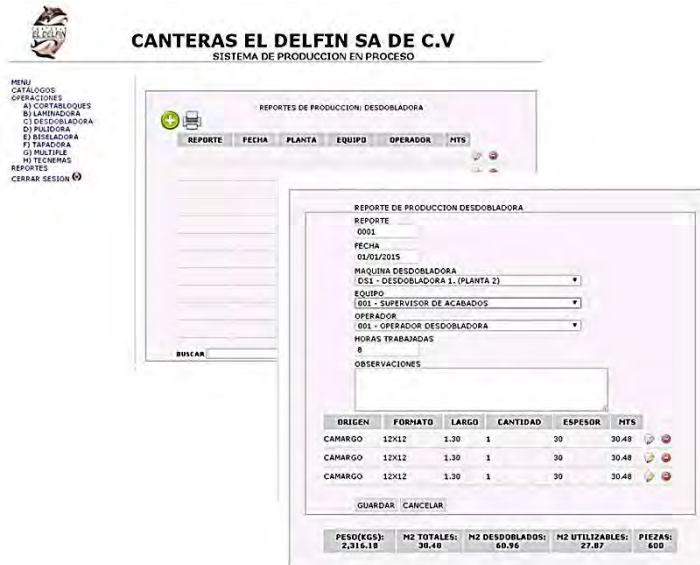 EL DELFIN
CANTERAS EL DELFIN SA DE C.V
SISTEMA DE PRODUCCION EN PROCESO
MENU
CATÁLOGOS
OPERACIONES
A) CORTABLOQUES
B) LAMINADORA
C) DESDOBLADORA
D) PULIDORA
E) BISELADORA
F) TAPADORA
G) MULTIPLE
H) TECNEMAS
REPORTES
CERRAR SESION
REPORTES DE PRODUCCION: DESDOBLADORA
REPORTE FECHA PLANTA EQUIPO OPERADOR MTS
BUSCAR
REPORTE DE PRODUCCION DESDOBLADORA
REPORTE
0001
FECHA
01/01/2015
MAQUINA DESDOBLADORA
DS1 - DESDOBLADORA 1. (PLANTA 2)
EQUIPO
001 - SUPERVISOR DE ACABADOS
OPERADOR
001 - OPERADOR DESDOBLADORA
HORAS TRABAJADAS
8
OBSERVACIONES
ORIGEN FORMATO LARGO CANTIDAD ESPESOR MTS
CAMARGO 12X12 1.30 1 30 30.48
CAMARGO 12X12 1.30 1 30 30.48
CAMARGO 12X12 1.30 1 30 30.48
GUARDAR CANCELAR
PESO(KGS): M2 TOTALES: M2 DESDOBLADOS: M2 UTILIZABLES: PIEZAS:
2,316.18 30.48 60.96 27.87 600